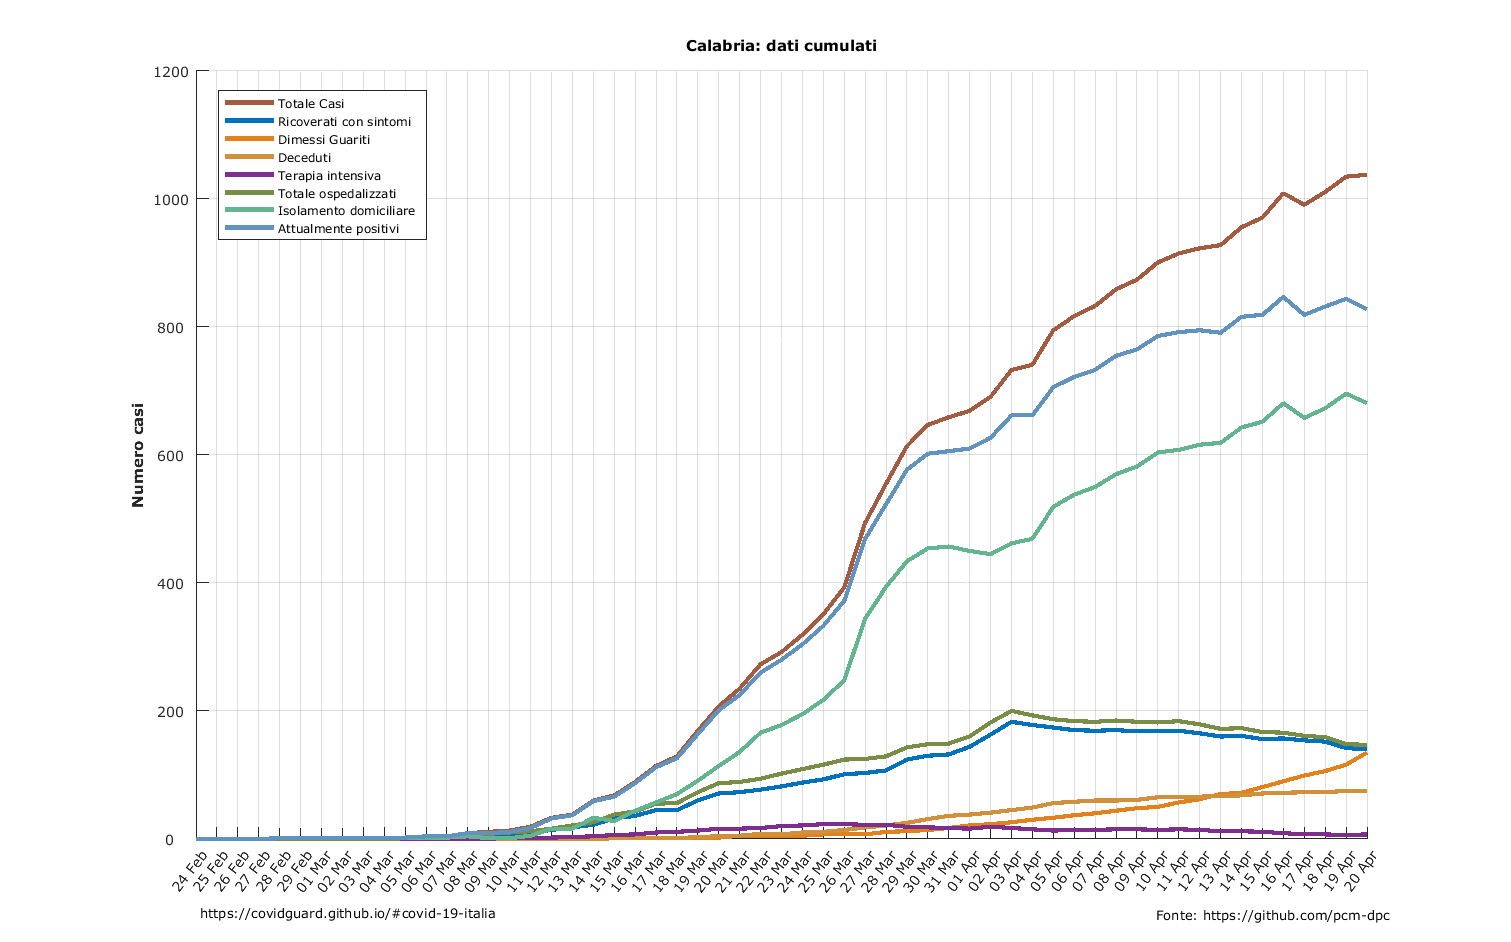 Calabria: dati cumulati
1200
1000
800
600
400
200
0
Numero casi
Totale Casi
Ricoverati con sintomi
Dimessi Guariti
Deceduti
Terapia intensiva
Totale ospedalizzati
Isolamento domiciliare
Attualmente positivi
24 Feb
25 Feb
26 Feb
27 Feb
28 Feb
29 Feb
01 Mar
02 Mar
03 Mar
04 Mar
05 Mar
06 Mar
07 Mar
08 Mar
09 Mar
10 Mar
11 Mar
12 Mar
13 Mar
14 Mar
15 Mar
16 Mar
17 Mar
18 Mar
19 Mar
20 Mar
21 Mar
22 Mar
23 Mar
24 Mar
25 Mar
26 Mar
27 Mar
28 Mar
29 Mar
30 Mar
31 Mar
01 Apr
02 Apr
03 Apr
04 Apr
05 Apr
06 Apr
07 Apr
08 Apr
09 Apr
10 Apr
11 Apr
12 Apr
13 Apr
14 Apr
15 Apr
16 Apr
17 Apr
18 Apr
19 Apr
20 Apr
https://covidguard.github.io/#covid-19-italia
Fonte: https://github.com/pcm-dpc